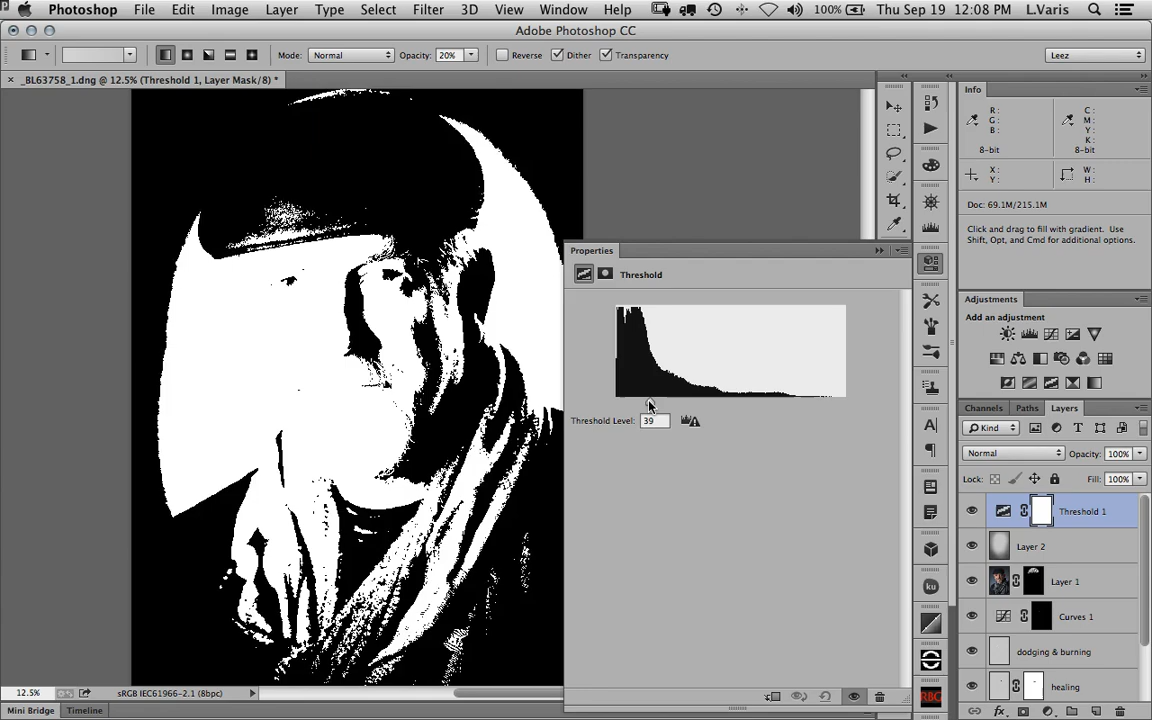 Photoshop File Edit Image Layer Type Select Filter 3D View Window Help 100% Thu Sep 19 12:08 PM L.Varis
Adobe Photoshop CC
Mode: Normal Opacity: 20% Reverse Dither Transparency Leez
× _BL63758_1.dng @ 12.5% (Threshold 1, Layer Mask/8) *
Info
R: C:
G: M:
B: Y:
K:
8-bit 8-bit
X: W:
Y: H:
Doc: 69.1M/215.1M
Click and drag to fill with gradient. Use
Shift, Opt, and Cmd for additional options.
Properties
Threshold
Threshold Level: 39
Adjustments
Add an adjustment
Channels Paths Layers
Kind
Normal Opacity: 100%
Lock: Fill: 100%
Threshold 1
Layer 2
Layer 1
Curves 1
dodging & burning
healing
A
ku
RBG
fx
12.5% sRGB IEC61966-2.1 (8bpc)
Mini Bridge Timeline